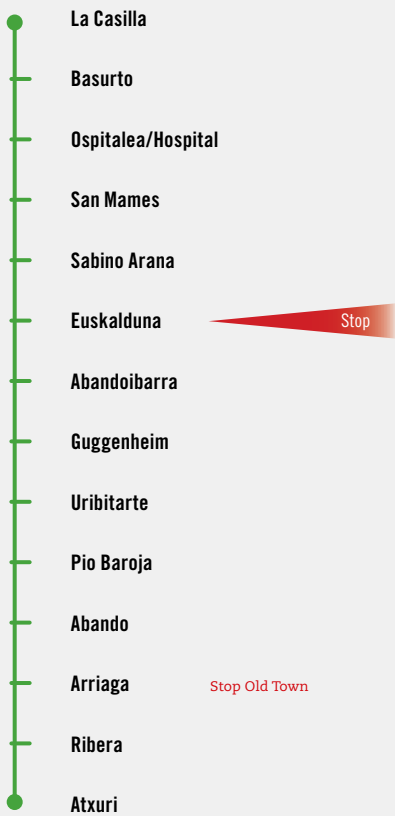 La Casilla
Basurto
Ospitalea/Hospital
San Mames
Sabino Arana
Euskalduna Stop
Abandoibarra
Guggenheim
Uribitarte
Pio Baroja
Abando
Arriaga Stop Old Town
Ribera
Atxuri